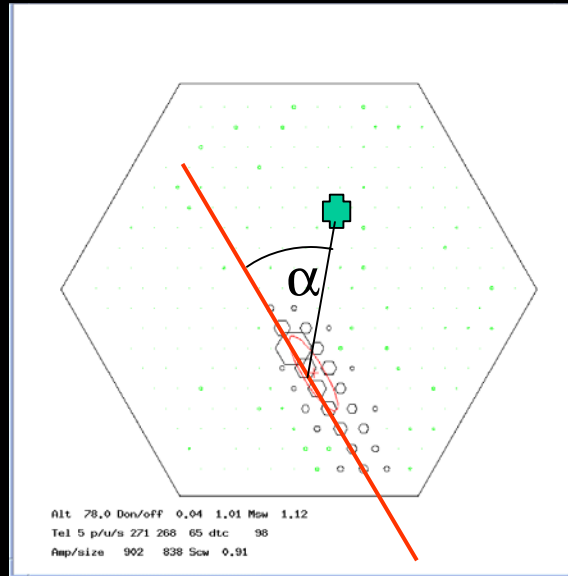 α
Alt 78.0 Don/off 0.04 1.01 Msw 1.12
Tel 5 p/u/s 271 268 65 dtc 98
Amp/size 902 838 Scw 0.91